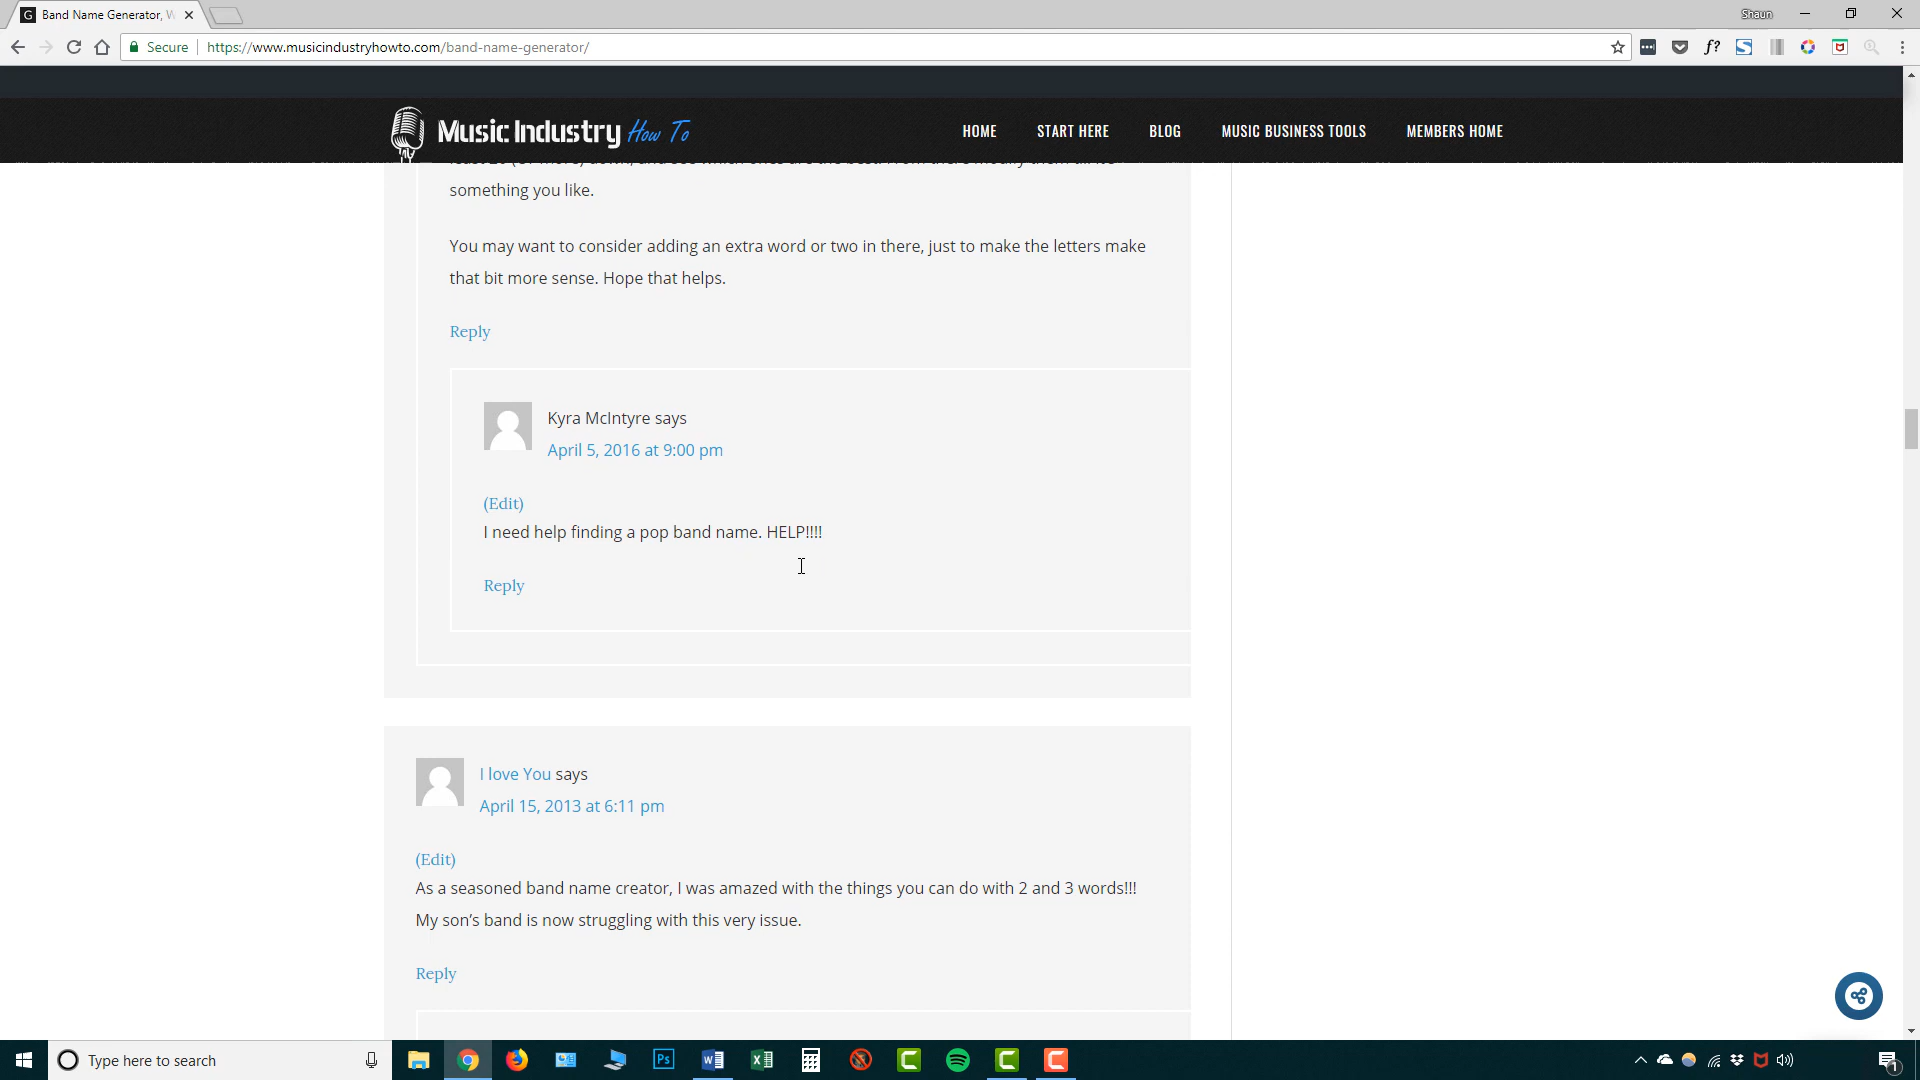 Band Name Generator, W
Shaun
Secure
https://www.musicindustryhowto.com/band-name-generator/
f?
Music Industry How To
HOME
START HERE
BLOG
MUSIC BUSINESS TOOLS
MEMBERS HOME
something you like.
You may want to consider adding an extra word or two in there, just to make the letters make
that bit more sense. Hope that helps.
Reply
Kyra McIntyre says
April 5, 2016 at 9:00 pm
(Edit)
I need help finding a pop band name. HELP!!!!
Reply
I love You says
April 15, 2013 at 6:11 pm
(Edit)
As a seasoned band name creator, I was amazed with the things you can do with 2 and 3 words!!!
My son’s band is now struggling with this very issue.
Reply
Type here to search
Ps
1